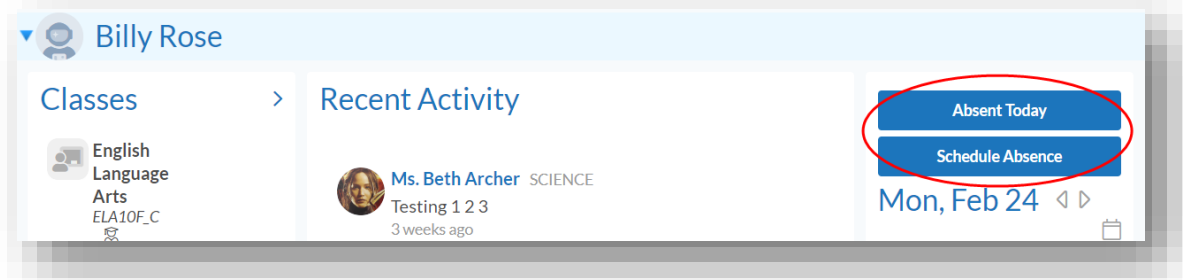 Billy Rose
Classes
English
Language
Arts
ELA10F_C
Recent Activity
Ms. Beth Archer SCIENCE
Testing 1 2 3
3 weeks ago
Absent Today
Schedule Absence
Mon, Feb 24